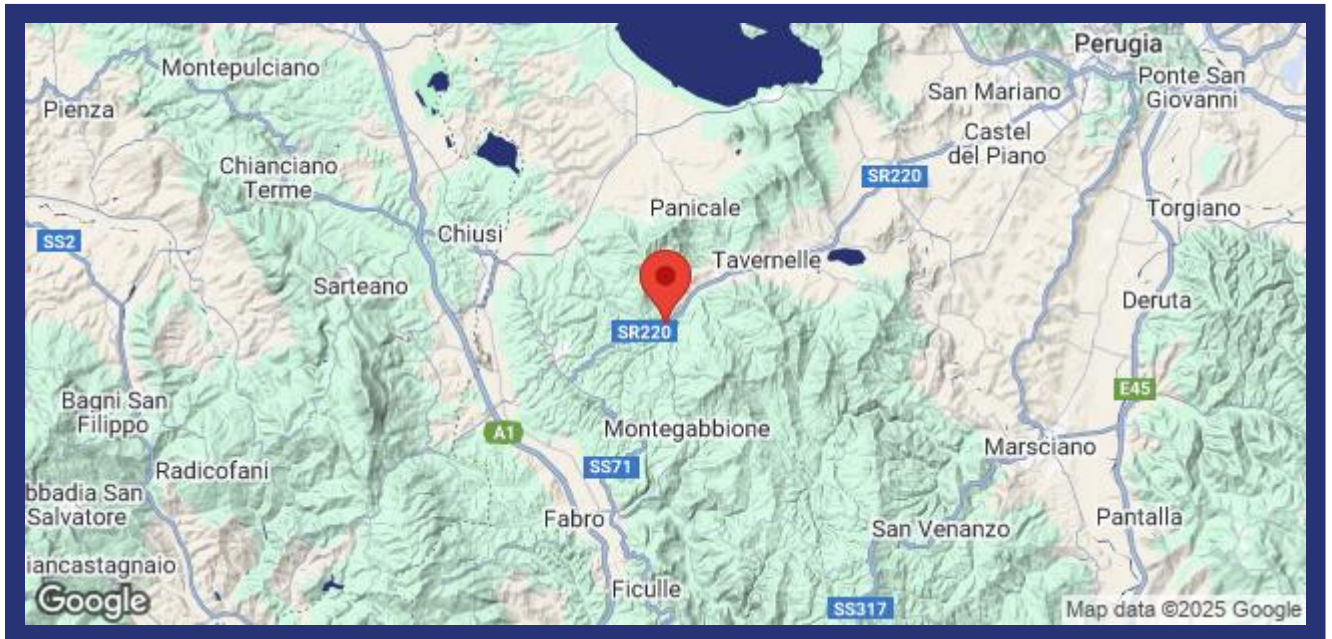 Perugia
Montepulciano
Ponte San
Giovanni
San Mariano
Pienza
Castel
del Piano
Chianciano
Terme
SR220
Panicale
Torgiano
SS2
Chiusi
Tavernelle
Sarteano
Deruta
SR220
E45
Bagni San
Filippo
Montegabbione
A1
Marsciano
SS71
Radicofani
bbadia San
Salvatore
Fabro
San Venanzo
Pantalla
iancastagnaio
Ficulle
Google
SS317
Map data ©2025 Google